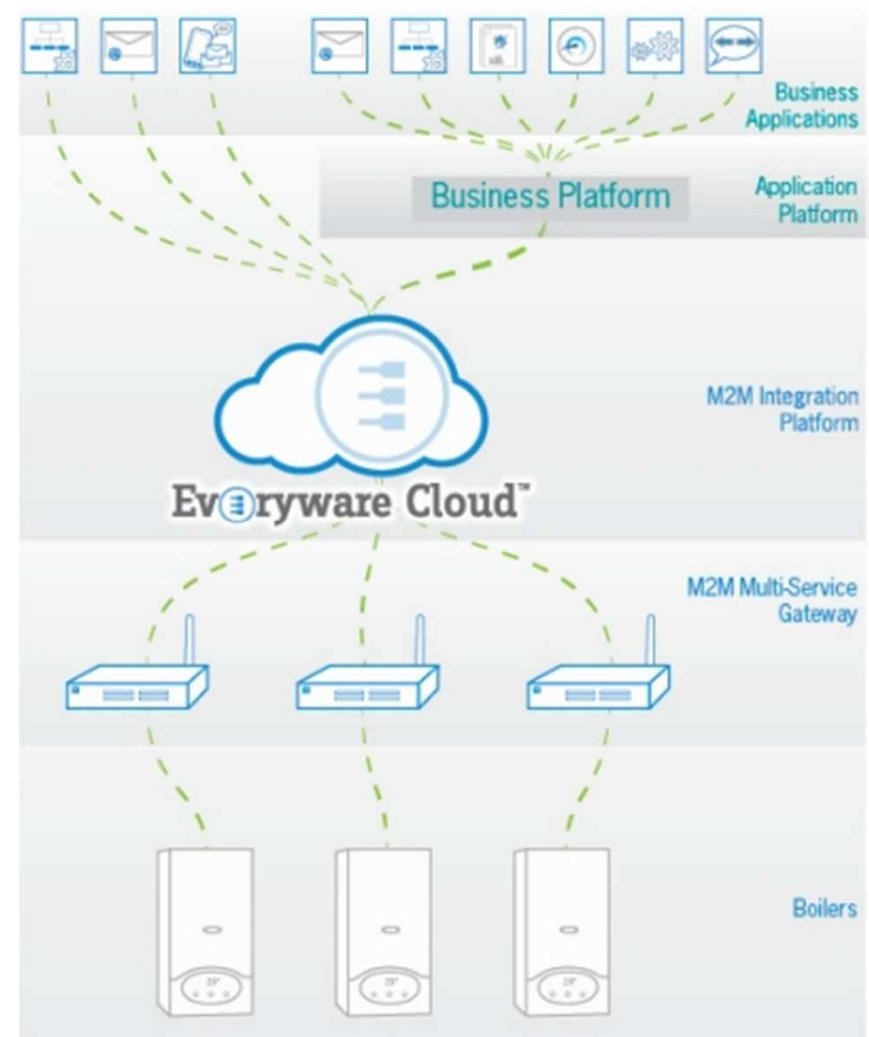 Business
Applications
Business Platform
Application
Platform
M2M Integration
Platform
Everyware Cloud™
M2M Multi-Service
Gateway
Boilers